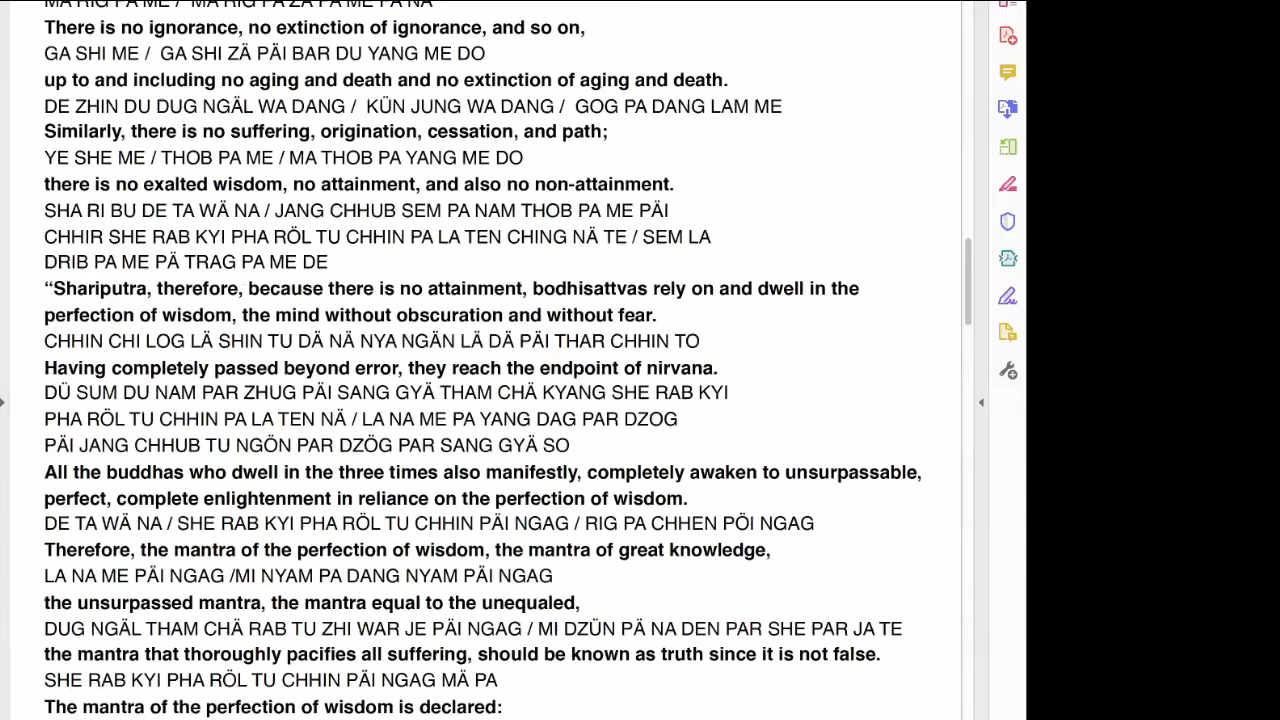 MA RIG PA ME / MA RIG PA ZÄ PA ME PA NA
There is no ignorance, no extinction of ignorance, and so on,
GA SHI ME / GA SHI ZÄ PÄI BAR DU YANG ME DO
up to and including no aging and death and no extinction of aging and death.
DE ZHIN DU DUG NGÄL WA DANG / KÜN JUNG WA DANG / GOG PA DANG LAM ME
Similarly, there is no suffering, origination, cessation, and path;
YE SHE ME / THOB PA ME / MA THOB PA YANG ME DO
there is no exalted wisdom, no attainment, and also no non-attainment.
SHA RI BU DE TA WÄ NA / JANG CHHUB SEM PA NAM THOB PA ME PÄI
CHHIR SHE RAB KYI PHA RÖL TU CHHIN PA LA TEN CHING NÄ TE / SEM LA
DRIB PA ME PÄ TRAG PA ME DE
“Shariputra, therefore, because there is no attainment, bodhisattvas rely on and dwell in the
perfection of wisdom, the mind without obscuration and without fear.
CHHIN CHI LOG LÄ SHIN TU DÄ NÄ NYA NGÄN LÄ DÄ PÄI THAR CHHIN TO
Having completely passed beyond error, they reach the endpoint of nirvana.
DÜ SUM DU NAM PAR ZHUG PÄI SANG GYÄ THAM CHÄ KYANG SHE RAB KYI
PHA RÖL TU CHHIN PA LA TEN NÄ / LA NA ME PA YANG DAG PAR DZOG
PÄI JANG CHHUB TU NGÖN PAR DZÖG PAR SANG GYÄ SO
All the buddhas who dwell in the three times also manifestly, completely awaken to unsurpassable,
perfect, complete enlightenment in reliance on the perfection of wisdom.
DE TA WÄ NA / SHE RAB KYI PHA RÖL TU CHHIN PÄI NGAG / RIG PA CHHEN PÖI NGAG
Therefore, the mantra of the perfection of wisdom, the mantra of great knowledge,
LA NA ME PÄI NGAG /MI NYAM PA DANG NYAM PÄI NGAG
the unsurpassed mantra, the mantra equal to the unequaled,
DUG NGÄL THAM CHÄ RAB TU ZHI WAR JE PÄI NGAG / MI DZÜN PÄ NA DEN PAR SHE PAR JA TE
the mantra that thoroughly pacifies all suffering, should be known as truth since it is not false.
SHE RAB KYI PHA RÖL TU CHHIN PÄI NGAG MÄ PA
The mantra of the perfection of wisdom is declared: